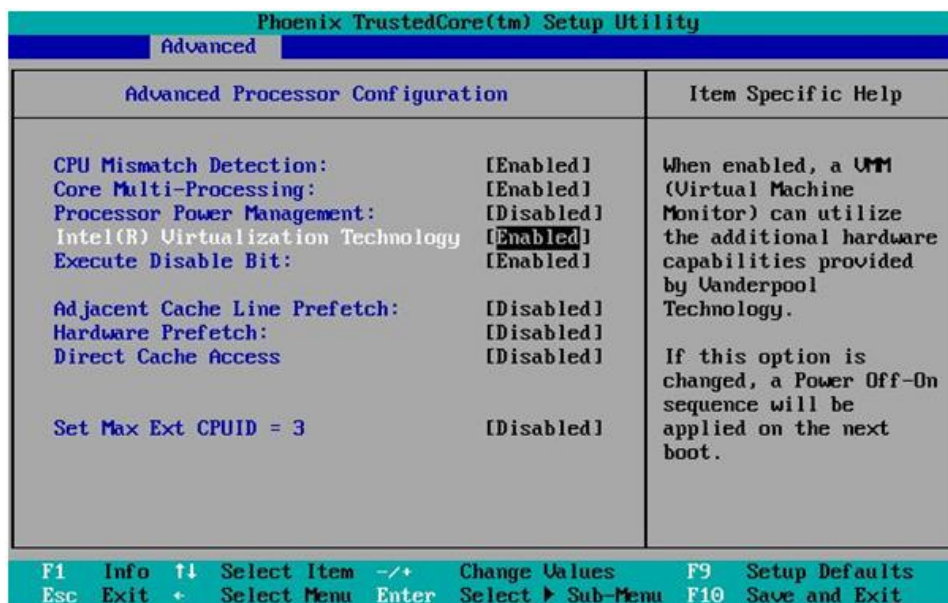 Phoenix TrustedCore(tm) Setup Utility
Advanced
Advanced Processor Configuration
Item Specific Help
CPU Mismatch Detection: [Enabled]
Core Multi-Processing: [Enabled]
Processor Power Management: [Disabled]
Intel(R) Virtualization Technology [Enabled]
Execute Disable Bit: [Enabled]
Adjacent Cache Line Prefetch: [Disabled]
Hardware Prefetch: [Disabled]
Direct Cache Access [Disabled]
Set Max Ext CPUID = 3 [Disabled]
When enabled, a VMM
(Virtual Machine
Monitor) can utilize
the additional hardware
capabilities provided
by Vanderpool
Technology.
If this option is
changed, a Power Off-On
sequence will be
applied on the next
boot.
F1 Info ↑↓ Select Item -/+ Change Values F9 Setup Defaults
Esc Exit ← Select Menu Enter Select ▶ Sub-Menu F10 Save and Exit